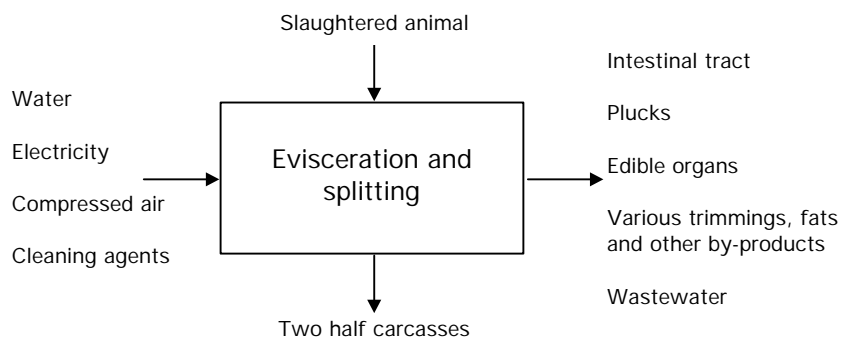 Slaughtered animal
Water
Electricity
Compressed air
Cleaning agents
Evisceration and
splitting
Intestinal tract
Plucks
Edible organs
Various trimmings, fats
and other by-products
Wastewater
Two half carcasses